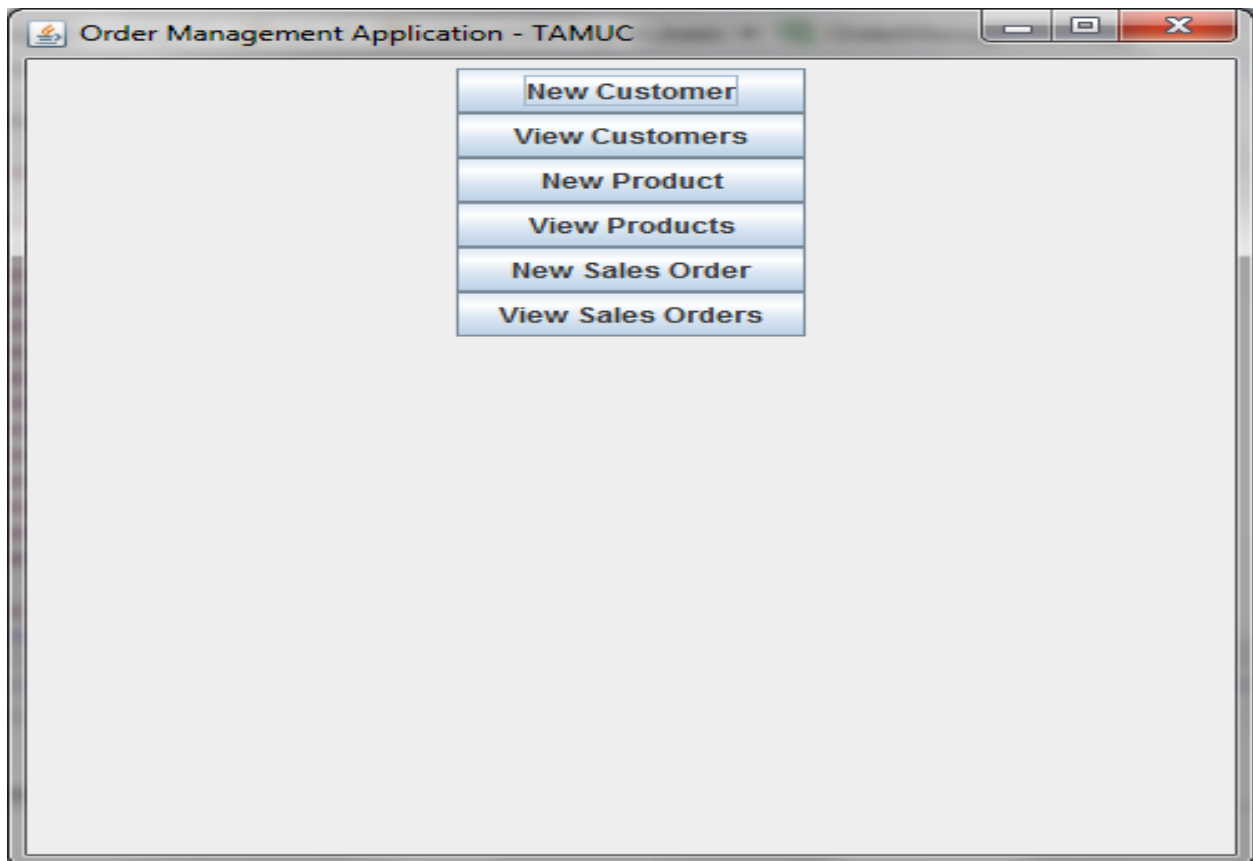 Order Management Application - TAMUC
New Customer
View Customers
New Product
View Products
New Sales Order
View Sales Orders